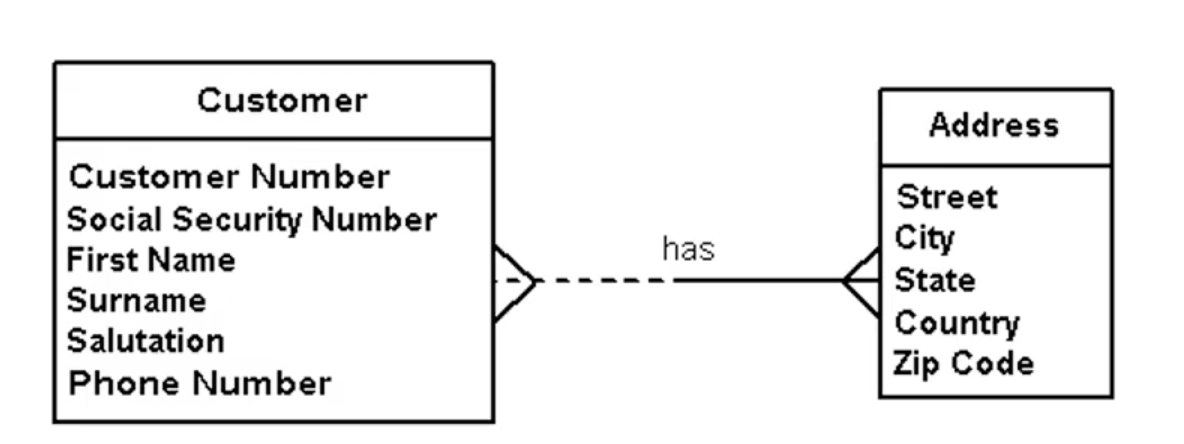 Customer
Customer Number
Social Security Number
First Name
Surname
Salutation
Phone Number
has
Address
Street
City
State
Country
Zip Code